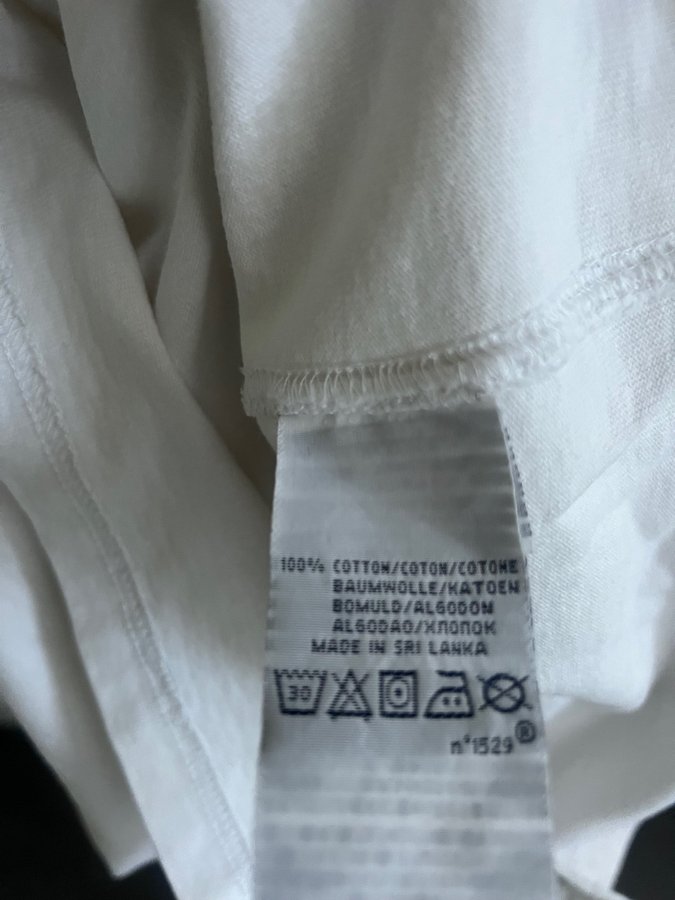 100% COTTON/COTON/COTONE
BAUMWOLLE/KATOEN
BOMULD/ALGODON
ALGODAO/ХЛОПОК
MADE IN SRI LANKA
30
n°1529®